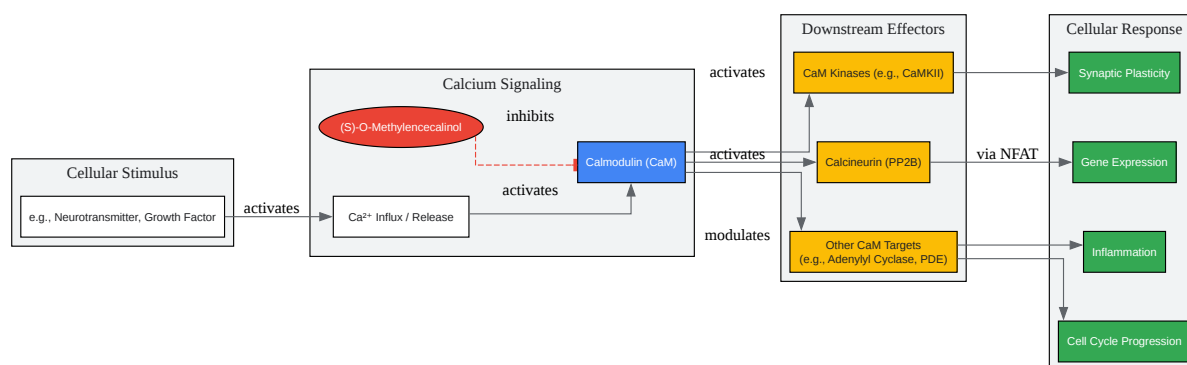 Cellular Stimulus
e.g., Neurotransmitter, Growth Factor
activates
Calcium Signaling
(S)-O-Methylencecalinol
inhibits
Calmodulin (CaM)
activates
Ca²⁺ Influx / Release
Downstream Effectors
activates
CaM Kinases (e.g., CaMKII)
activates
Calcineurin (PP2B)
via NFAT
modulates
Other CaM Targets
(e.g., Adenylyl Cyclase, PDE)
Cellular Response
Synaptic Plasticity
Gene Expression
Inflammation
Cell Cycle Progression